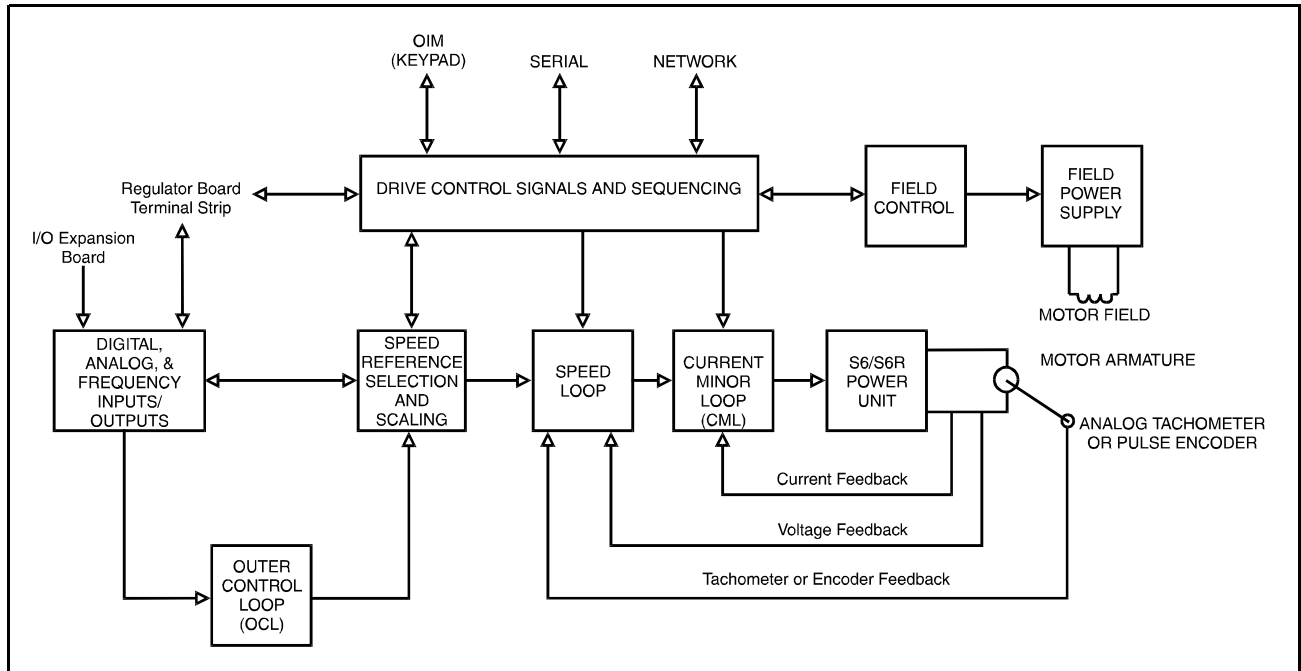 OIM
(KEYPAD)
SERIAL
NETWORK
Regulator Board
Terminal Strip
DRIVE CONTROL SIGNALS AND SEQUENCING
FIELD
CONTROL
FIELD
POWER
SUPPLY
I/O Expansion
Board
MOTOR FIELD
DIGITAL,
ANALOG, &
FREQUENCY
INPUTS/
OUTPUTS
SPEED
REFERENCE
SELECTION
AND
SCALING
SPEED
LOOP
CURRENT
MINOR
LOOP
(CML)
S6/S6R
POWER
UNIT
MOTOR ARMATURE
ANALOG TACHOMETER
OR PULSE ENCODER
Current Feedback
Voltage Feedback
Tachometer or Encoder Feedback
OUTER
CONTROL
LOOP
(OCL)